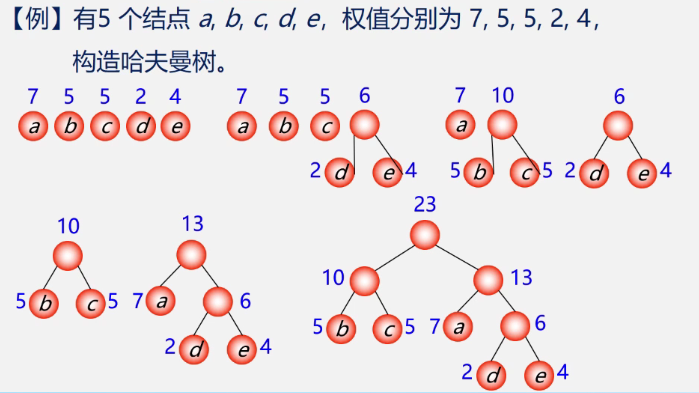 【例】有5 个结点 a, b, c, d, e, 权值分别为 7, 5, 5, 2, 4,
构造哈夫曼树。
7 5 5 2 4
a b c d e
7 5 5 6
a b c
2 d e 4
7 10
a
5 b c 5
6
2 d e 4
10
5 b c 5
13
7 a 6
2 d e 4
23
10 13
5 b c 5 7 a 6
2 d e 4